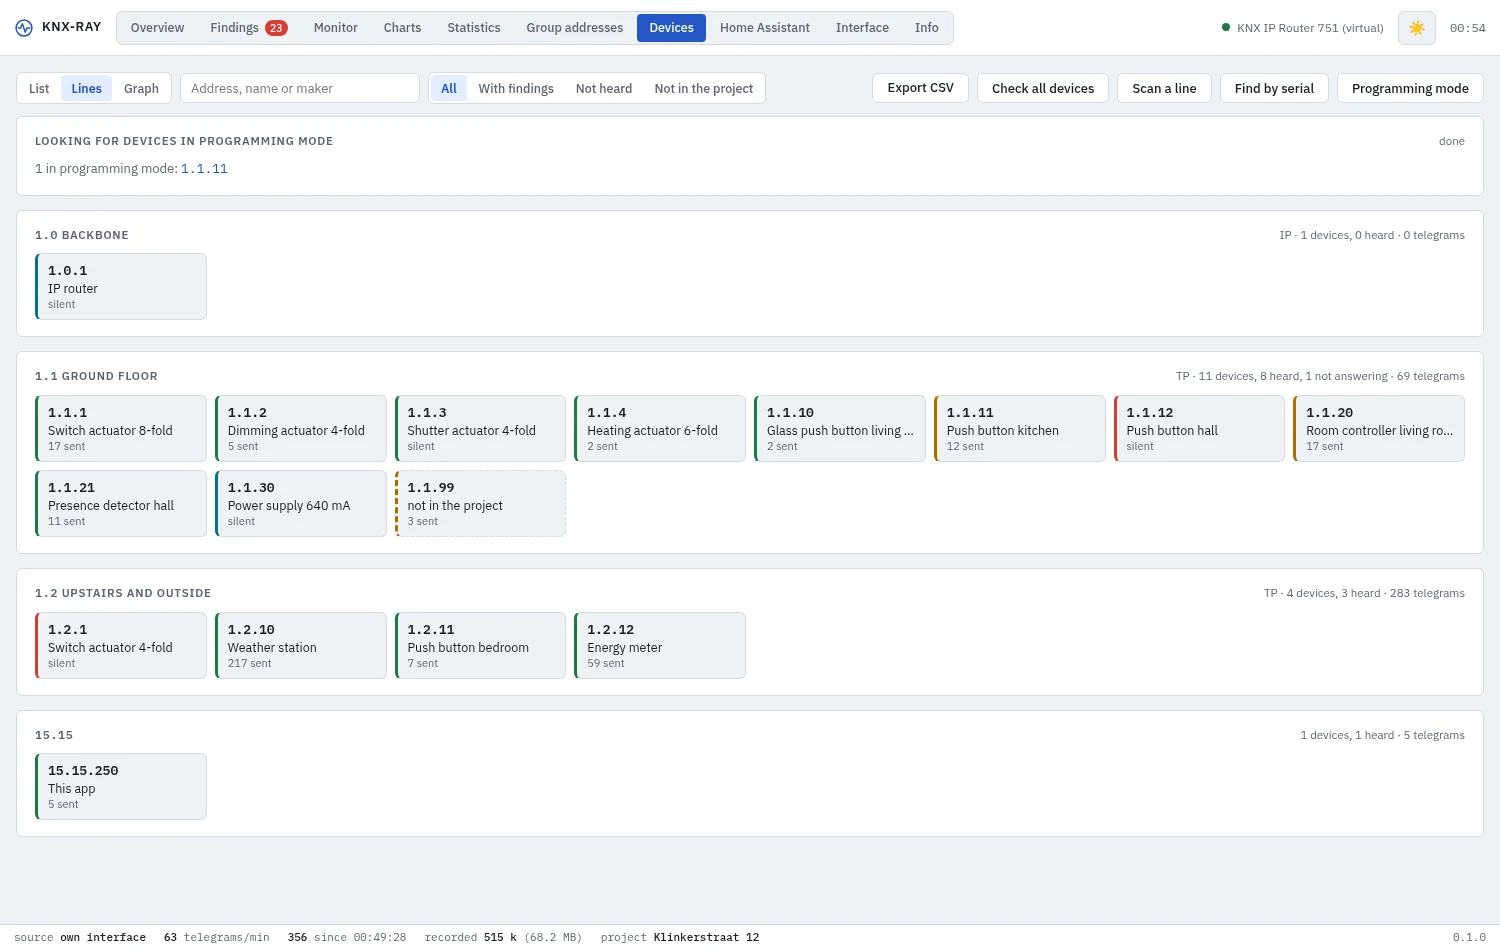 KNX-RAY Overview Findings 23 Monitor Charts Statistics Group addresses Devices Home Assistant Interface Info KNX IP Router 751 (virtual) 00:54
List Lines Graph Address, name or maker All With findings Not heard Not in the project Export CSV Check all devices Scan a line Find by serial Programming mode
LOOKING FOR DEVICES IN PROGRAMMING MODE done
1 in programming mode: 1.1.11
1.0 BACKBONE IP · 1 devices, 0 heard · 0 telegrams
1.0.1
IP router
silent
1.1 GROUND FLOOR TP · 11 devices, 8 heard, 1 not answering · 69 telegrams
1.1.1 1.1.2 1.1.3 1.1.4 1.1.10 1.1.11 1.1.12 1.1.20
Switch actuator 8-fold Dimming actuator 4-fold Shutter actuator 4-fold Heating actuator 6-fold Glass push button living ... Push button kitchen Push button hall Room controller living ro...
17 sent 5 sent silent 2 sent 2 sent 12 sent silent 17 sent
1.1.21 1.1.30 1.1.99
Presence detector hall Power supply 640 mA not in the project
11 sent silent 3 sent
1.2 UPSTAIRS AND OUTSIDE TP · 4 devices, 3 heard · 283 telegrams
1.2.1 1.2.10 1.2.11 1.2.12
Switch actuator 4-fold Weather station Push button bedroom Energy meter
silent 217 sent 7 sent 59 sent
15.15 1 devices, 1 heard · 5 telegrams
15.15.250
This app
5 sent
source own interface 63 telegrams/min 356 since 00:49:28 recorded 515 k (68.2 MB) project Klinkerstraat 12 0.1.0